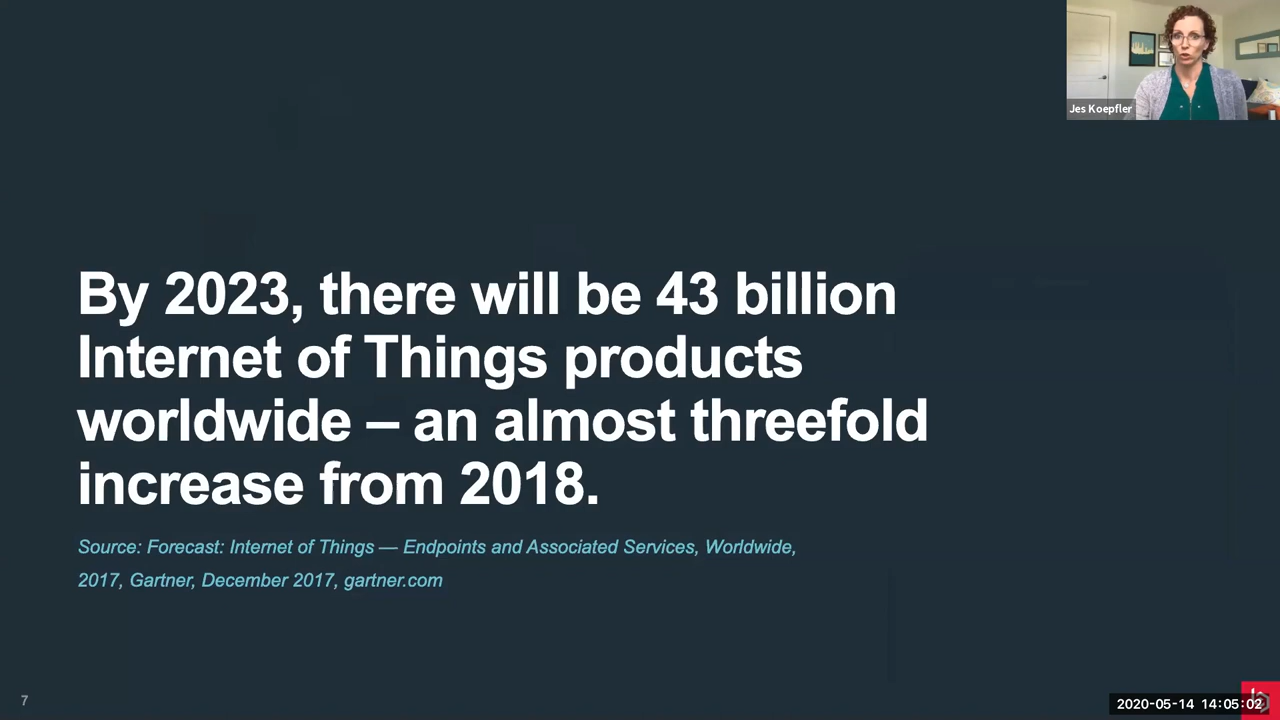 Jes Koepfler
By 2023, there will be 43 billion
Internet of Things products
worldwide – an almost threefold
increase from 2018.
Source: Forecast: Internet of Things — Endpoints and Associated Services, Worldwide,
2017, Gartner, December 2017, gartner.com
7
2020-05-14 14:05:02